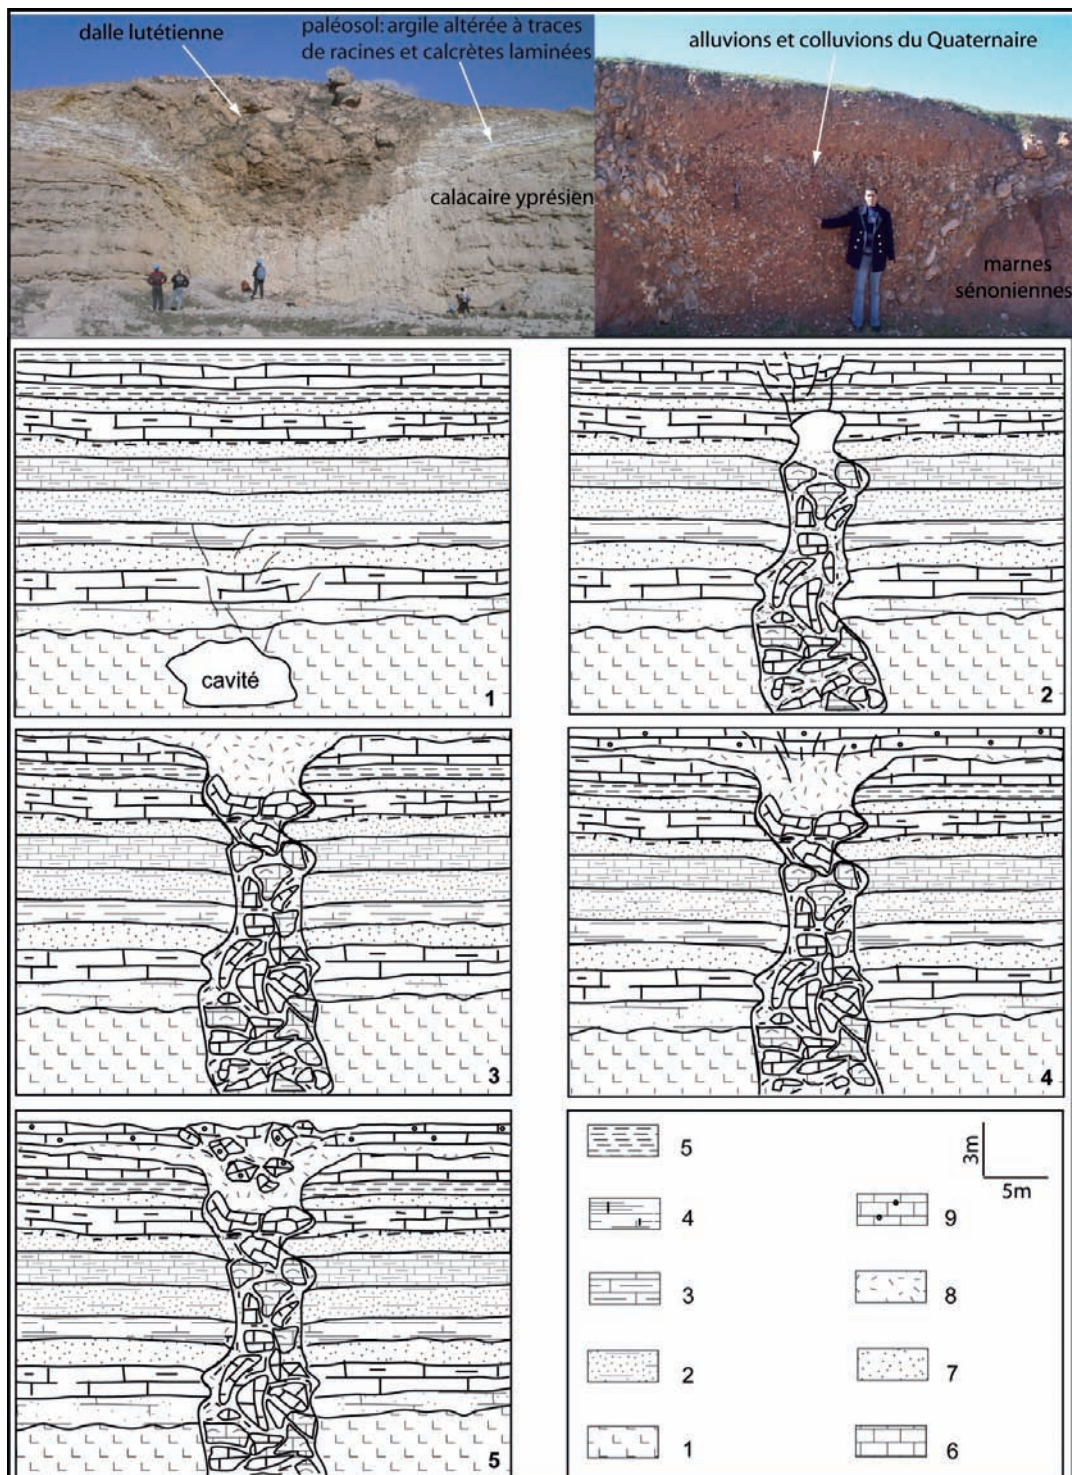 dalle lutétienne
paléosol: argile altérée à traces
de racines et calcrètes laminées
calacaire yprésien
alluvions et colluvions du Quaternaire
marnes
sénoniennes
cavité
1
2
3
4
5
5
4
3
2
1
3m
5m
9
8
7
6